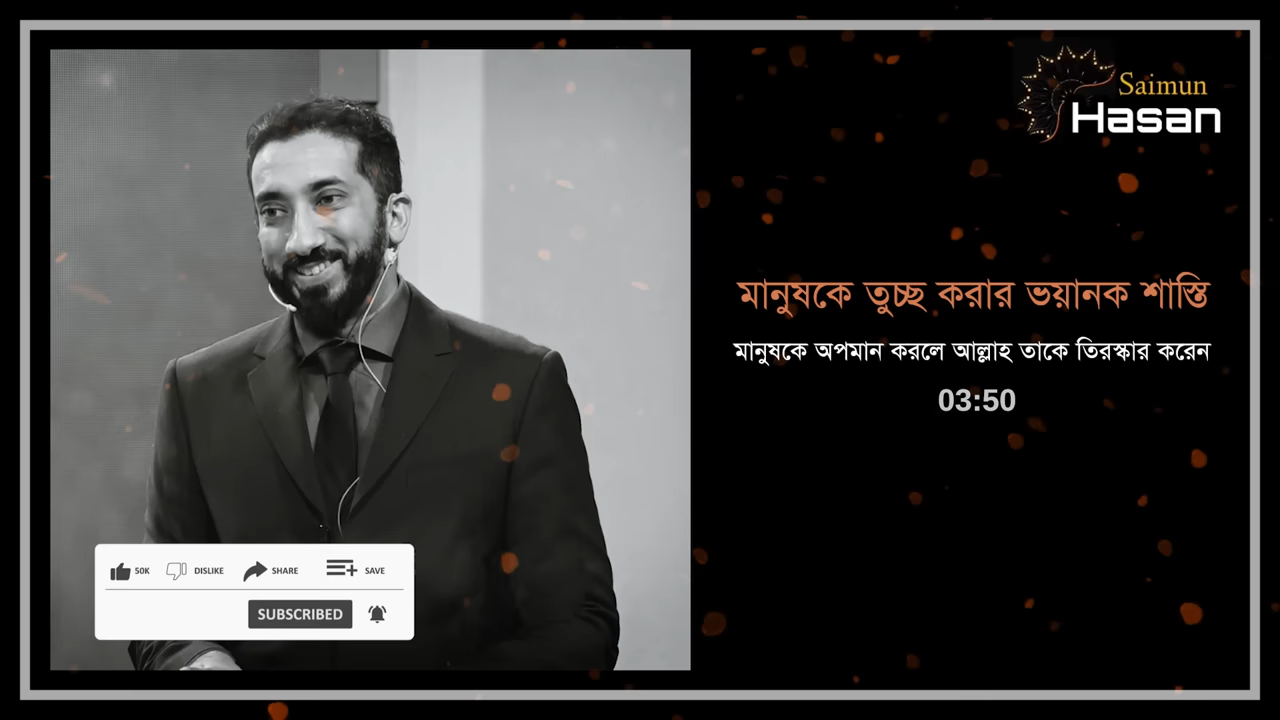 Saimun
Hasan
মানুষকে তুচ্ছ করার ভয়ানক শাস্তি
মানুষকে অপমান করলে আল্লাহ তাকে তিরস্কার করেন
03:50
50K DISLIKE SHARE SAVE
SUBSCRIBED